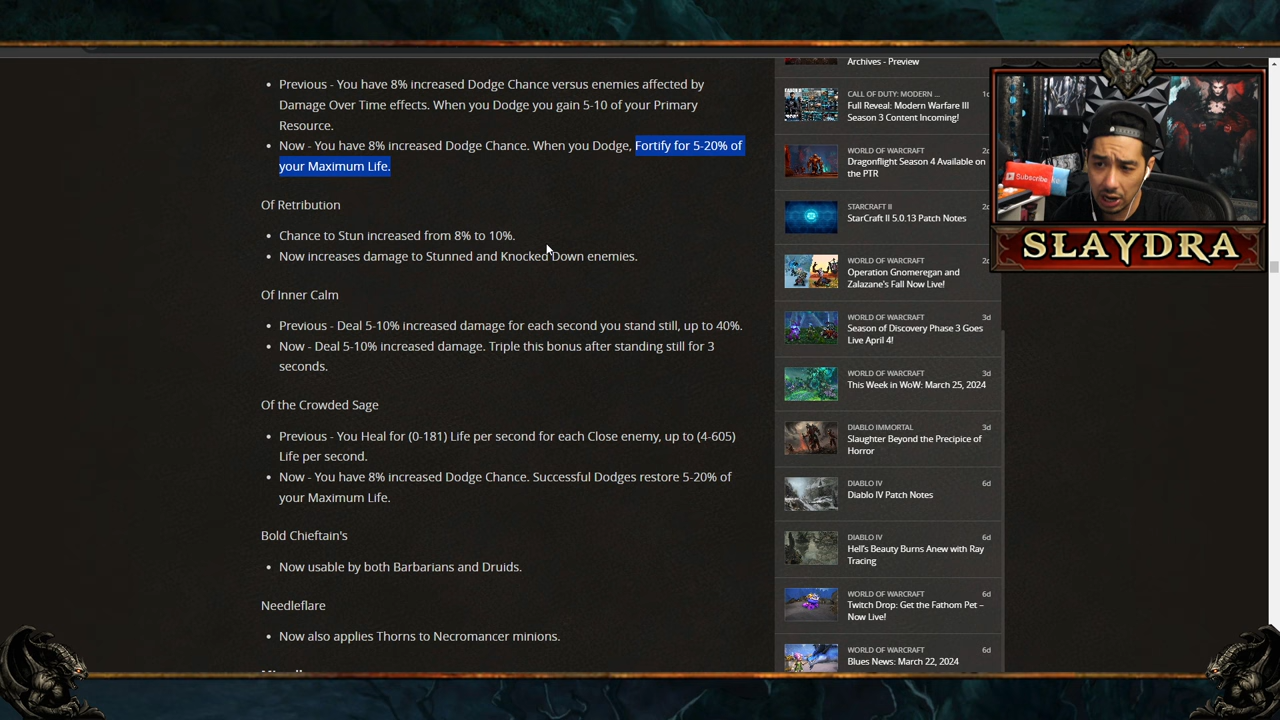 Previous - You have 8% increased Dodge Chance versus enemies affected by
Damage Over Time effects. When you Dodge you gain 5-10 of your Primary
Resource.
Now - You have 8% increased Dodge Chance. When you Dodge, Fortify for 5-20% of
your Maximum Life.
Of Retribution
Chance to Stun increased from 8% to 10%.
Now increases damage to Stunned and Knocked Down enemies.
Of Inner Calm
Previous - Deal 5-10% increased damage for each second you stand still, up to 40%.
Now - Deal 5-10% increased damage. Triple this bonus after standing still for 3
seconds.
Of the Crowded Sage
Previous - You Heal for (0-181) Life per second for each Close enemy, up to (4-605)
Life per second.
Now - You have 8% increased Dodge Chance. Successful Dodges restore 5-20% of
your Maximum Life.
Bold Chieftain's
Now usable by both Barbarians and Druids.
Needleflare
Now also applies Thorns to Necromancer minions.
Archives - Preview
CALL OF DUTY: MODERN ...
Full Reveal: Modern Warfare III
Season 3 Content Incoming!
WORLD OF WARCRAFT
Dragonflight Season 4 Available on
the PTR
STARCRAFT II
StarCraft II 5.0.13 Patch Notes
WORLD OF WARCRAFT
Operation Gnomeregan and
Zalazane's Fall Now Live!
WORLD OF WARCRAFT 3d
Season of Discovery Phase 3 Goes
Live April 4!
WORLD OF WARCRAFT 3d
This Week in WoW: March 25, 2024
DIABLO IMMORTAL 3d
Slaughter Beyond the Precipice of
Horror
DIABLO IV 6d
Diablo IV Patch Notes
DIABLO IV 6d
Hell's Beauty Burns Anew with Ray
Tracing
WORLD OF WARCRAFT 6d
Twitch Drop: Get the Fathom Pet –
Now Live!
WORLD OF WARCRAFT 6d
Blues News: March 22, 2024
Subscribe
SLAYDRA